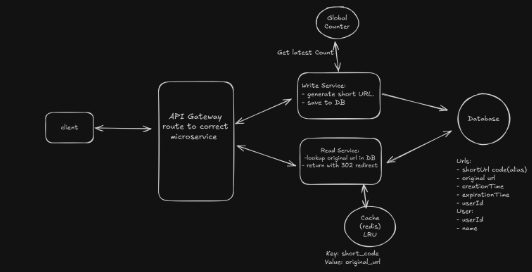 Global
Counter
Get latest Count
Write Service:
- generate short URL.
- save to DB
API Gateway
route to correct
microservice
client
Database
Read Service:
-lookup original url in DB
- return with 302 redirect
Urls:
- shortUrl code(alias)
- original url
- creationTime
- expirationTime
- userId
User:
- userId
- name
Cache
(redis)
LRU
Key: short_code
Value: original_url